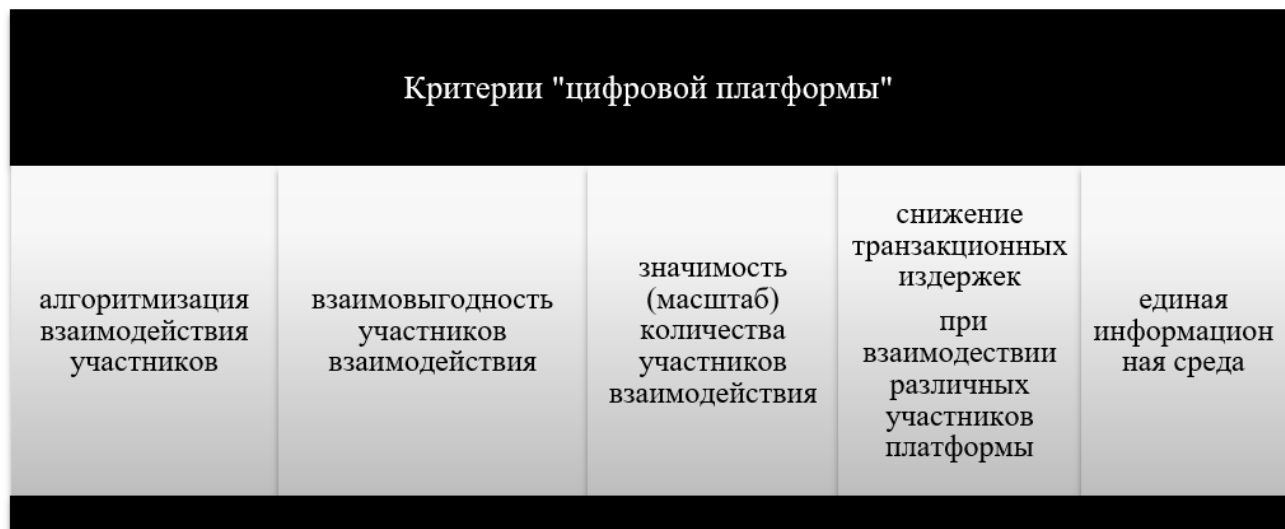 Критерии "цифровой платформы"
алгоритмизация
взаимодействия
участников
взаимовыгодность
участников
взаимодействия
значимость
(масштаб)
количества
участников
взаимодействия
снижение
транзакционных
издержек
при
взаимодествии
различных
участников
платформы
единая
информацион
ная среда